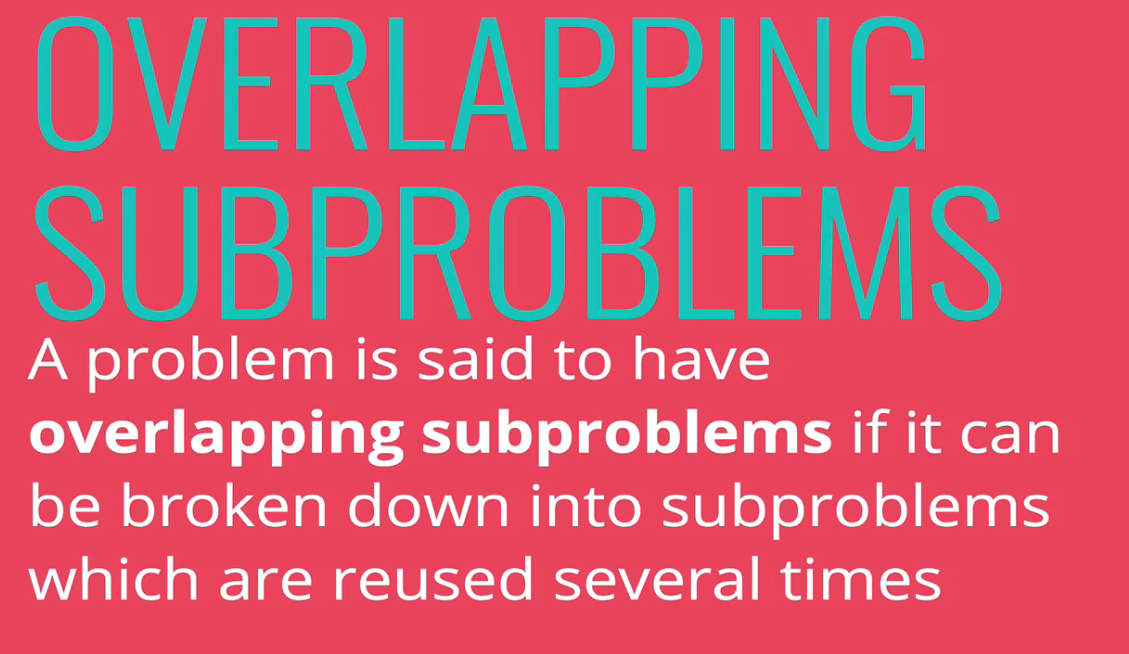 OVERLAPPING
SUBPROBLEMS
A problem is said to have
overlapping subproblems if it can
be broken down into subproblems
which are reused several times